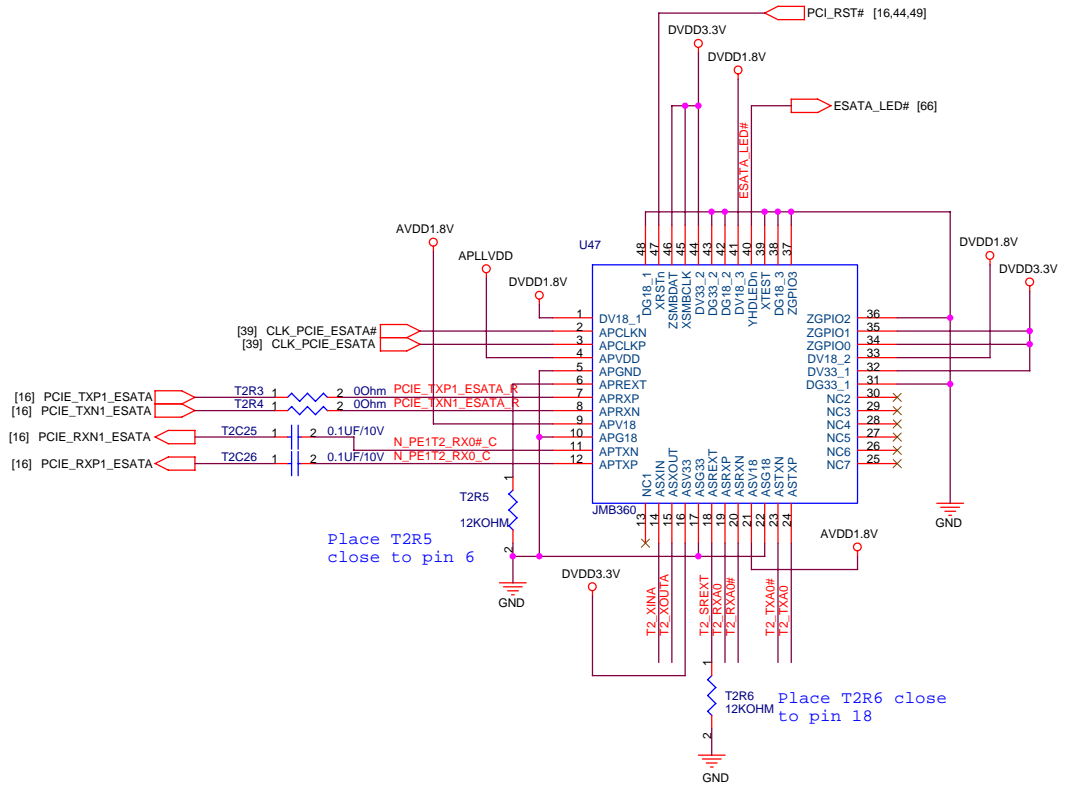 PCI_RST# [16,44,49]
DVDD3.3V
DVDD1.8V
ESATA_LED# [66]
ESATA_LED#
AVDD1.8V
APLLVDD
DVDD1.8V
U47
DVDD1.8V
DVDD3.3V
48 47 46 45 44 43 42 41 40 39 38 37
DG18_1 XRSTn ZSMBDAT XSMBCLK DV33_2 DG33_2 DG18_2 DV18_3 YHDLEDn XTEST DG18_3 ZGPIO3
1 DV18_1
2 APCLKN
3 APCLKP
4 APVDD
5 APGND
6 APREXT
7 APRXP
8 APRXN
9 APV18
10 APG18
11 APTXN
12 APTXP
ZGPIO2 36
ZGPIO1 35
ZGPIO0 34
DV18_2 33
DV33_1 32
DG33_1 31
NC2 30
NC3 29
NC4 28
NC5 27
NC6 26
NC7 25
[39] CLK_PCIE_ESATA#
[39] CLK_PCIE_ESATA
[16] PCIE_TXP1_ESATA T2R3 1 2 0Ohm PCIE_TXP1_ESATA_R
[16] PCIE_TXN1_ESATA T2R4 1 2 0Ohm PCIE_TXN1_ESATA_R
[16] PCIE_RXN1_ESATA T2C25 1 2 0.1UF/10V N_PE1T2_RX0#_C
[16] PCIE_RXP1_ESATA T2C26 1 2 0.1UF/10V N_PE1T2_RX0_C
NC1 ASXIN ASXOUT ASV33 ASG33 ASREXT ASRXP ASRXN ASV18 ASG18 ASTXN ASTXP
13 14 15 16 17 18 19 20 21 22 23 24
JMB360
1
T2R5
12KOHM
2
GND
Place T2R5
close to pin 6
GND
AVDD1.8V
DVDD3.3V
T2_XINA
T2_XOUTA
T2_SREXT
T2_RXA0
T2_RXA0#
T2_TXA0#
T2_TXA0
1
T2R6
12KOHM
2
GND
Place T2R6 close
to pin 18